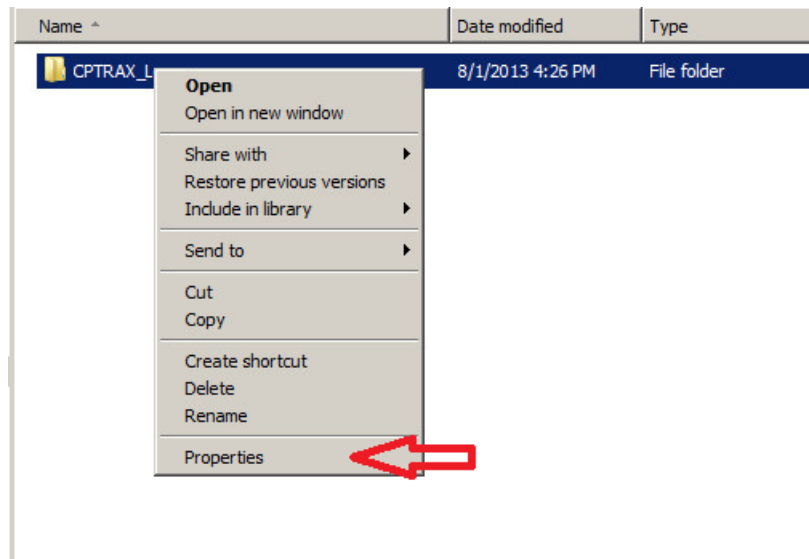 Name Date modified Type
CPTRAX_L 8/1/2013 4:26 PM File folder
Open
Open in new window
Share with
Restore previous versions
Include in library
Send to
Cut
Copy
Create shortcut
Delete
Rename
Properties